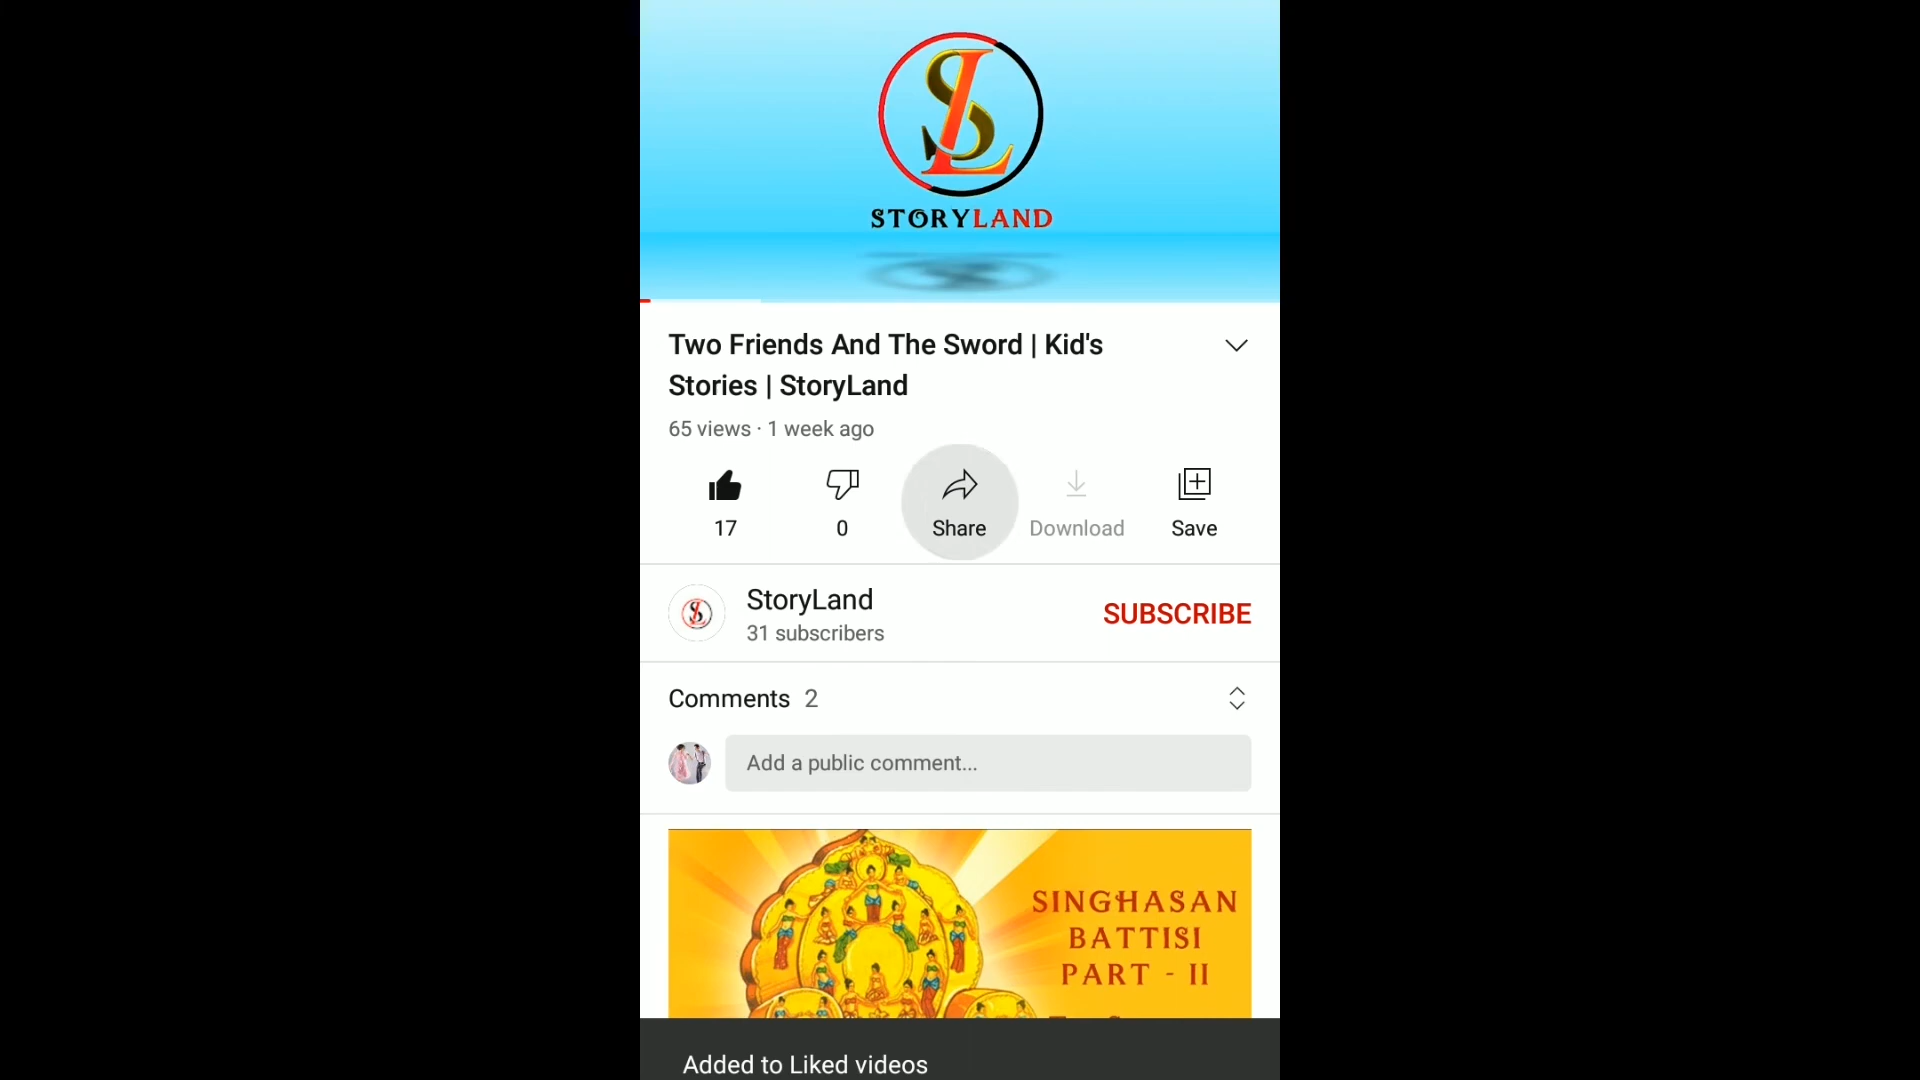 STORYLAND
Two Friends And The Sword | Kid's
Stories | StoryLand
65 views · 1 week ago
17
0
Share
Download
Save
StoryLand
31 subscribers
SUBSCRIBE
Comments 2
Add a public comment...
SINGHASAN
BATTISI
PART - II
Added to Liked videos